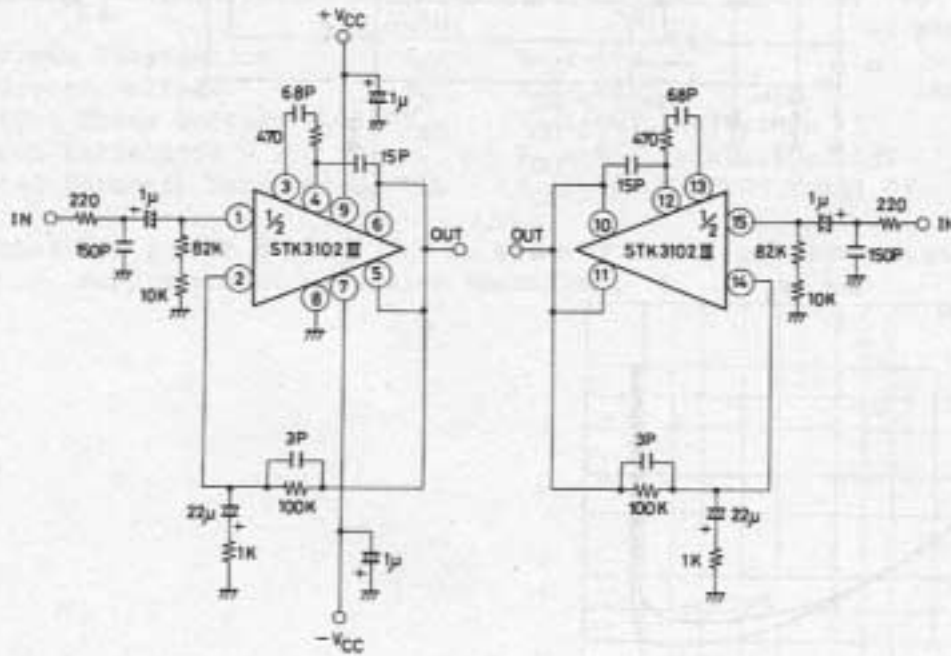 +VCC
68P
470
1µ
15P
3
4
9
6
IN
220
1µ
150P
82K
10K
1
2
1/2
STK3102 III
8
7
5
OUT
3P
100K
22µ
1K
1µ
-VCC
68P
470
15P
10
12
13
OUT
1/2
STK3102 III
11
15
14
1µ
220
IN
82K
150P
10K
3P
100K
22µ
1K